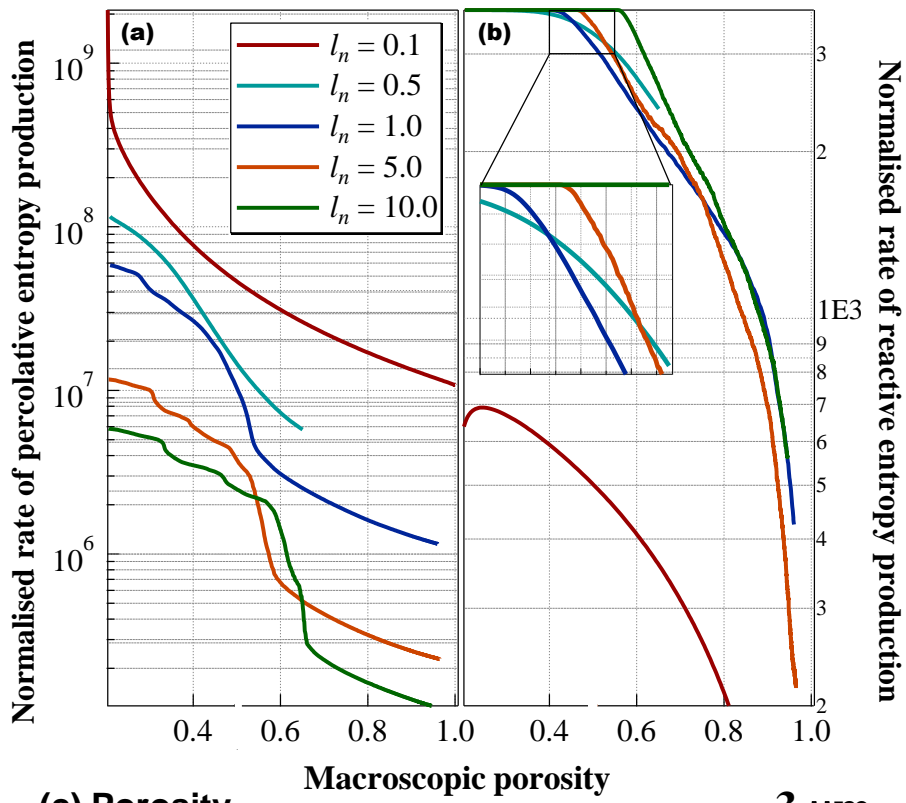 Normalised rate of percolative entropy production
10^9
10^8
10^7
10^6
(a)
l_n = 0.1
l_n = 0.5
l_n = 1.0
l_n = 5.0
l_n = 10.0
0.4 0.6 0.8 1.0
(b)
3
2
1E3
9
8
7
6
5
4
3
2
0.4 0.6 0.8 1.0
Normalised rate of reactive entropy production
Macroscopic porosity
(c) Porosity